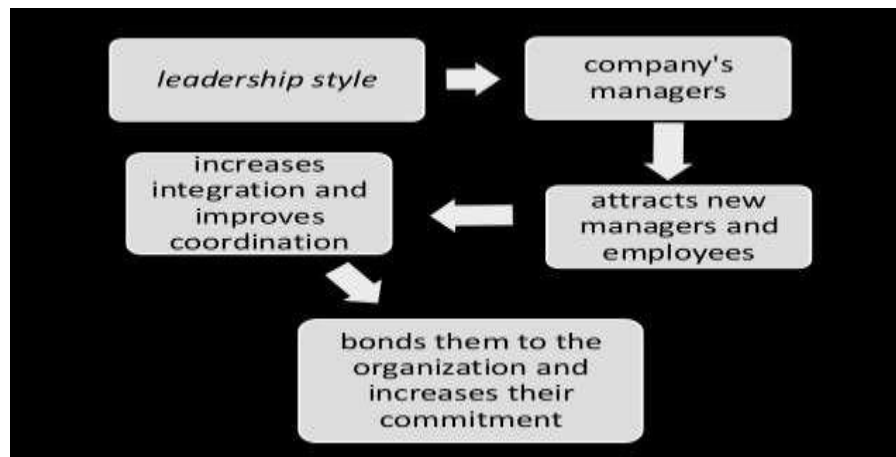 leadership style
company's
managers
attracts new
managers and
employees
increases
integration and
improves
coordination
bonds them to the
organization and
increases their
commitment